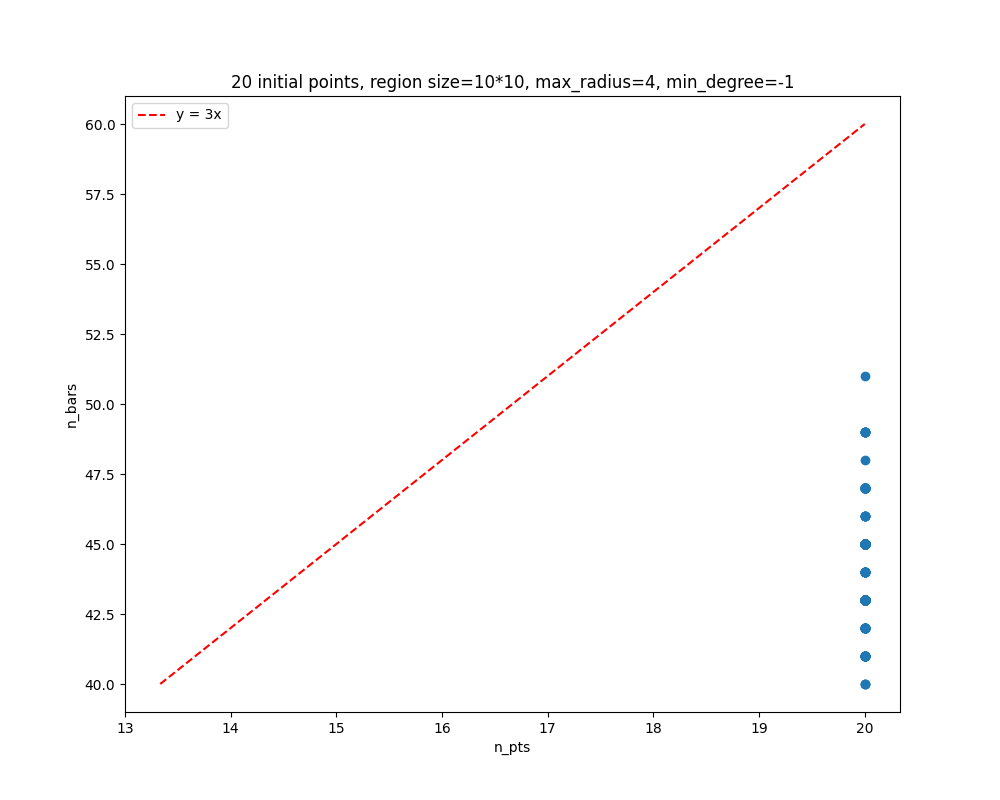 20 initial points, region size=10*10, max_radius=4, min_degree=-1
y = 3x
60.0
57.5
55.0
52.5
50.0
47.5
45.0
42.5
40.0
n_bars
13 14 15 16 17 18 19 20
n_pts